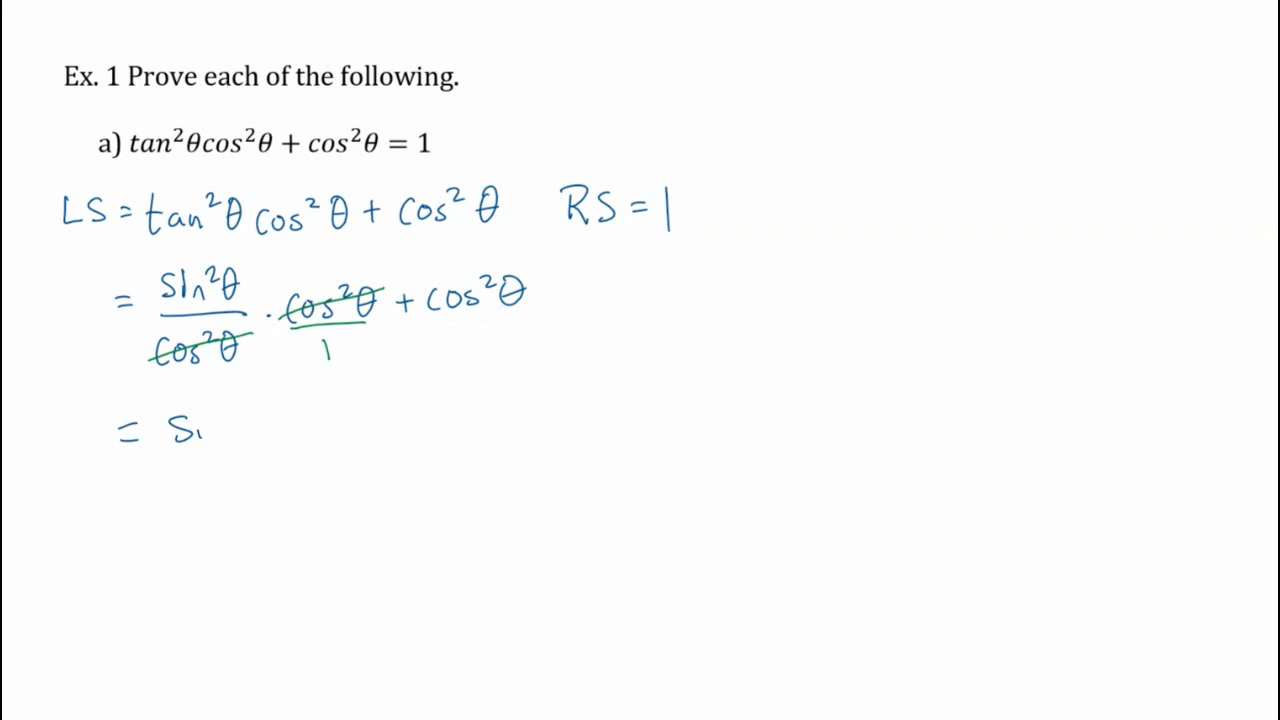 Ex. 1 Prove each of the following.
a) tan²θcos²θ + cos²θ = 1
LS = tan²θ cos²θ + cos²θ RS = 1
= sin²θ/cos²θ · cos²θ/1 + cos²θ
= s